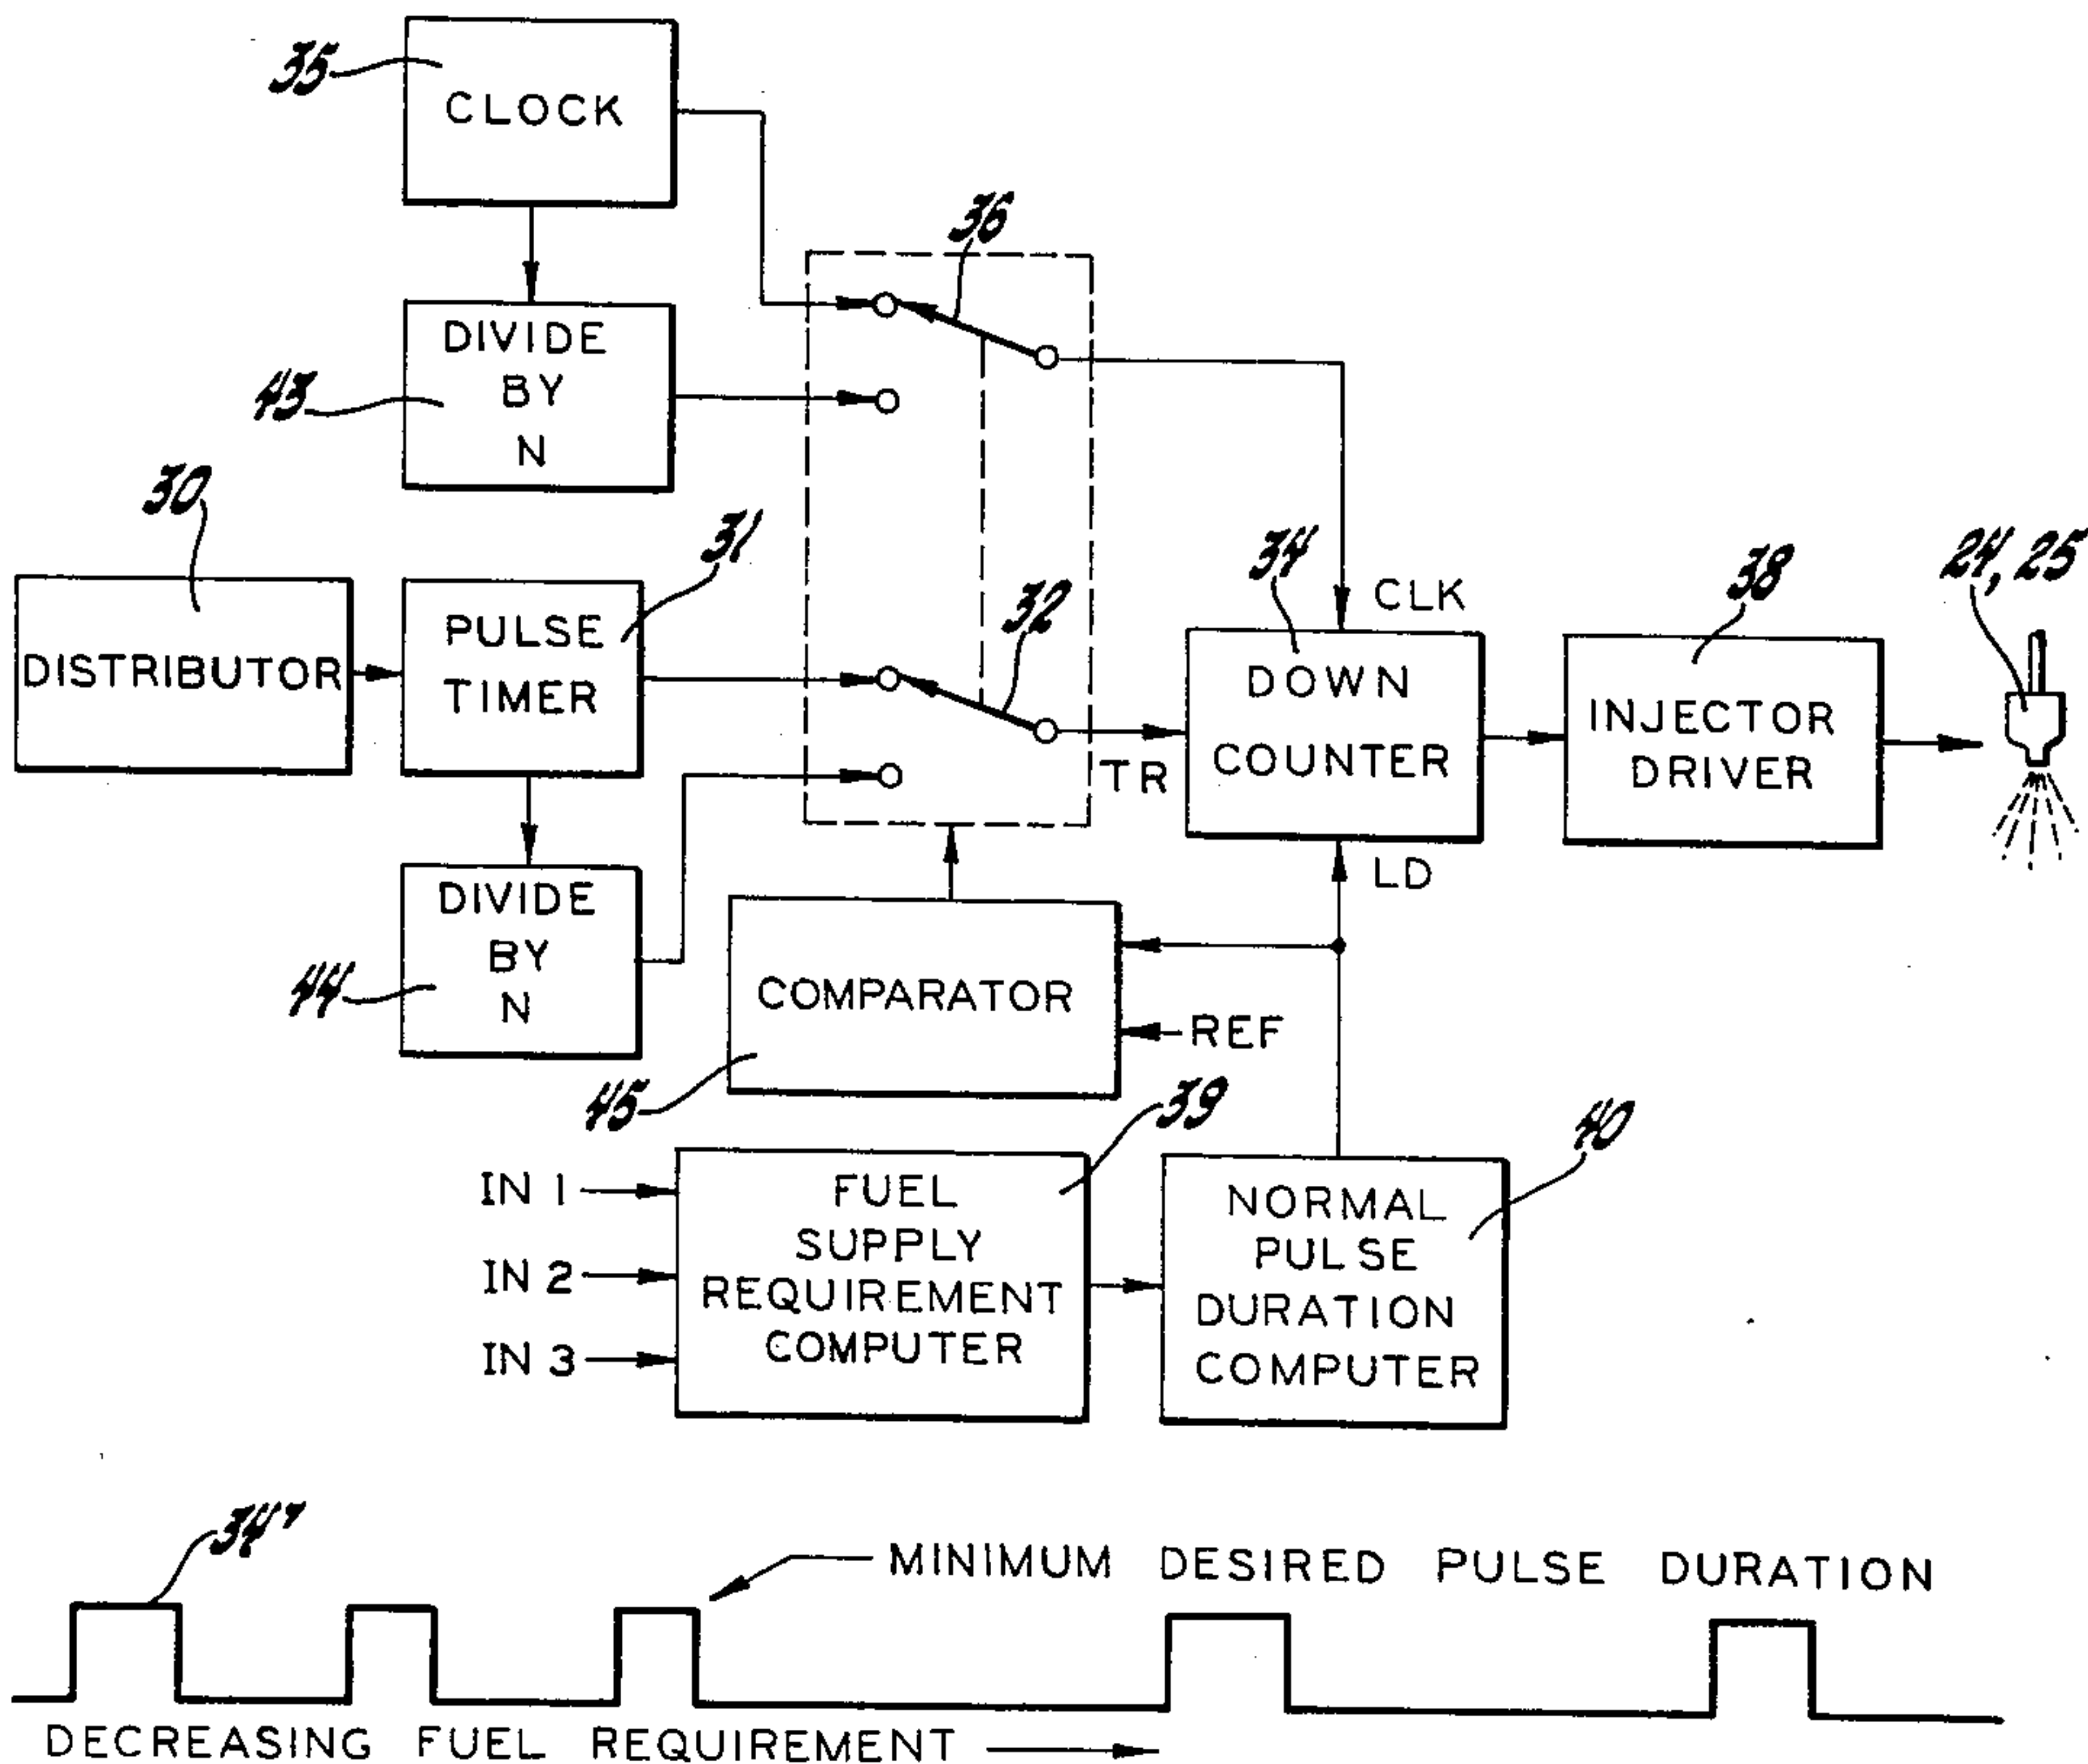 35
CLOCK
36
DIVIDE
BY
N
43
30
31
34
38
24, 25
CLK
DISTRIBUTOR
PULSE
TIMER
32
DOWN
COUNTER
INJECTOR
DRIVER
TR
LD
DIVIDE
BY
N
44
COMPARATOR
REF
45
39
40
IN 1
IN 2
IN 3
FUEL
SUPPLY
REQUIREMENT
COMPUTER
NORMAL
PULSE
DURATION
COMPUTER
34'
MINIMUM DESIRED PULSE DURATION
DECREASING FUEL REQUIREMENT